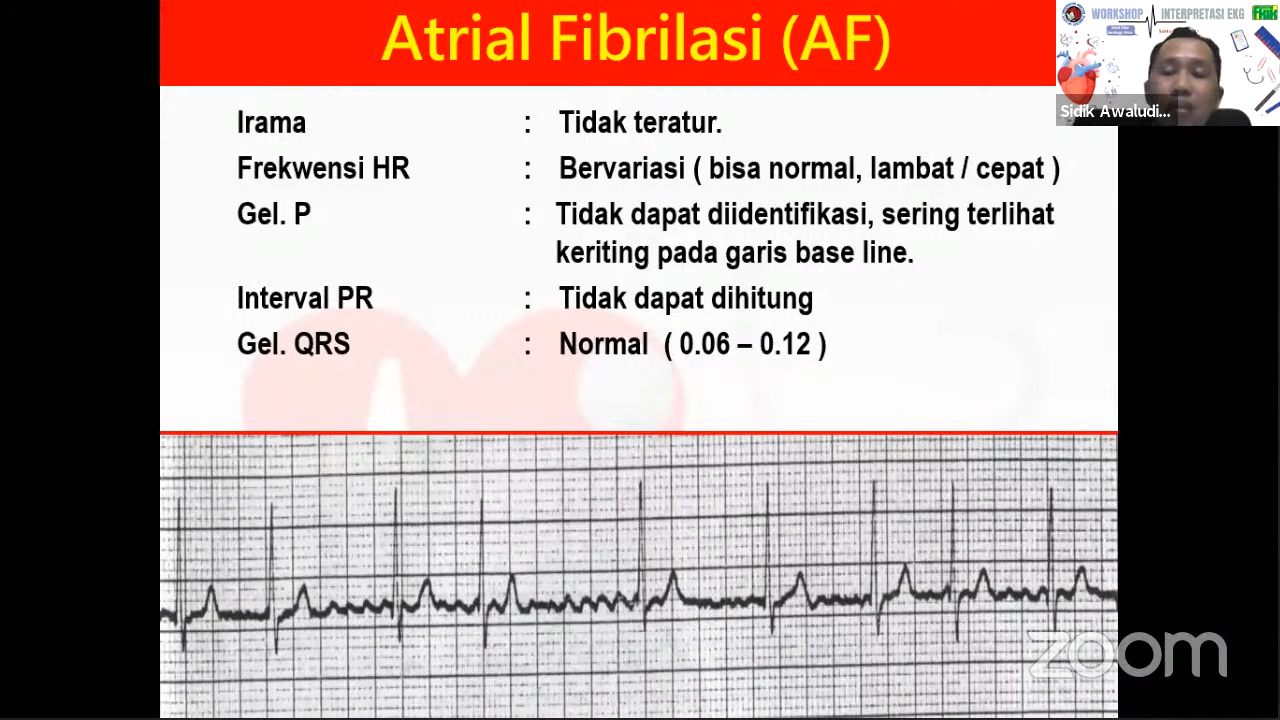 Atrial Fibrilasi (AF)
WORKSHOP INTERPRETASI EKG
Sidik Awaludi...
Irama : Tidak teratur.
Frekwensi HR : Bervariasi ( bisa normal, lambat / cepat )
Gel. P : Tidak dapat diidentifikasi, sering terlihat
keriting pada garis base line.
Interval PR : Tidak dapat dihitung
Gel. QRS : Normal ( 0.06 – 0.12 )
zoom